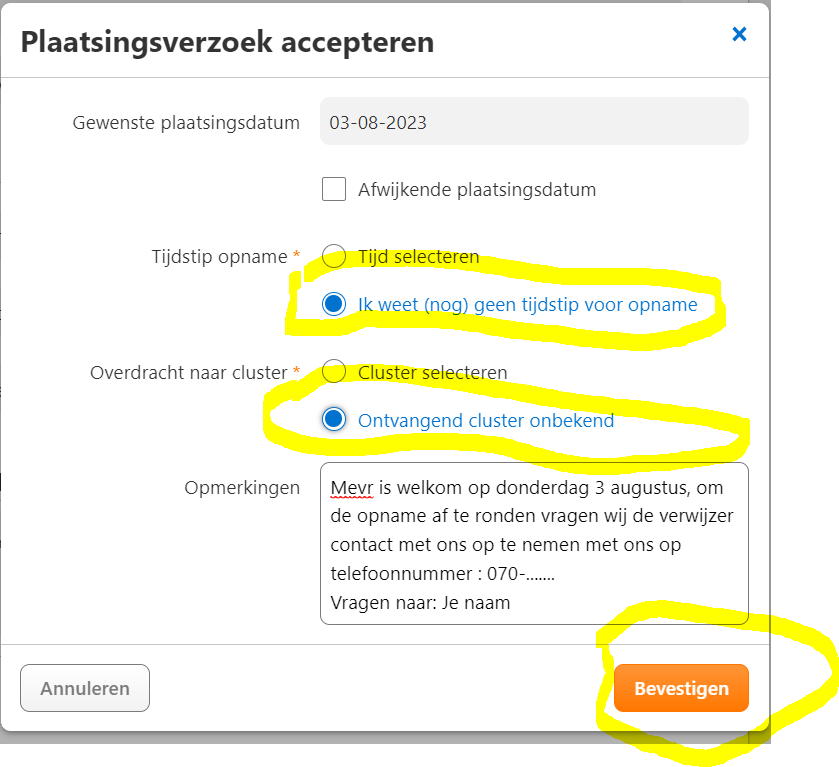 Plaatsingsverzoek accepteren
Gewenste plaatsingsdatum 03-08-2023
Afwijkende plaatsingsdatum
Tijdstip opname * Tijd selecteren
Ik weet (nog) geen tijdstip voor opname
Overdracht naar cluster * Cluster selecteren
Ontvangend cluster onbekend
Opmerkingen
Mevr is welkom op donderdag 3 augustus, om
de opname af te ronden vragen wij de verwijzer
contact met ons op te nemen met ons op
telefoonnummer : 070-.......
Vragen naar: Je naam
Annuleren Bevestigen